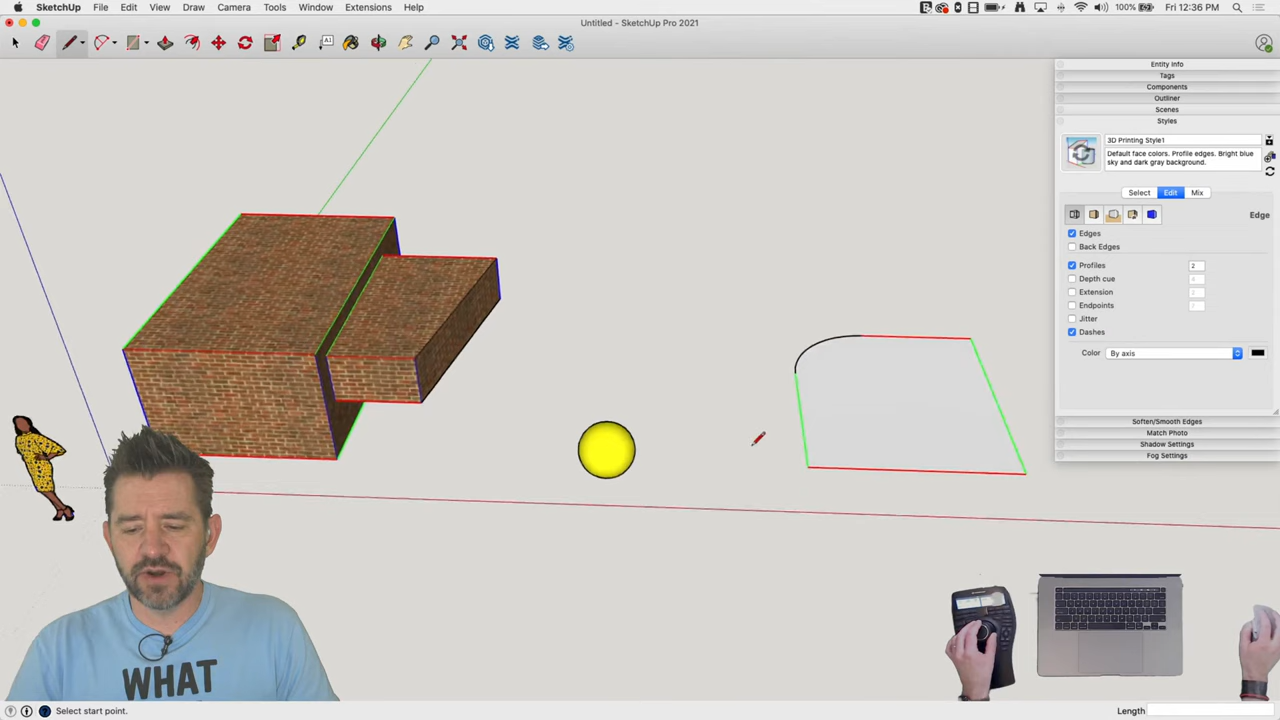 SketchUp File Edit View Draw Camera Tools Window Extensions Help
100% Fri 12:36 PM
Untitled - SketchUp Pro 2021
Entity Info
Tags
Components
Outliner
Scenes
Styles
3D Printing Style1
Default face colors. Profile edges. Bright blue
sky and dark gray background.
Select Edit Mix
Edge
Edges
Back Edges
Profiles 2
Depth cue
Extension
Endpoints
Jitter
Dashes
Color By axis
Soften/Smooth Edges
Match Photo
Shadow Settings
Fog Settings
WHAT
Select start point.
Length